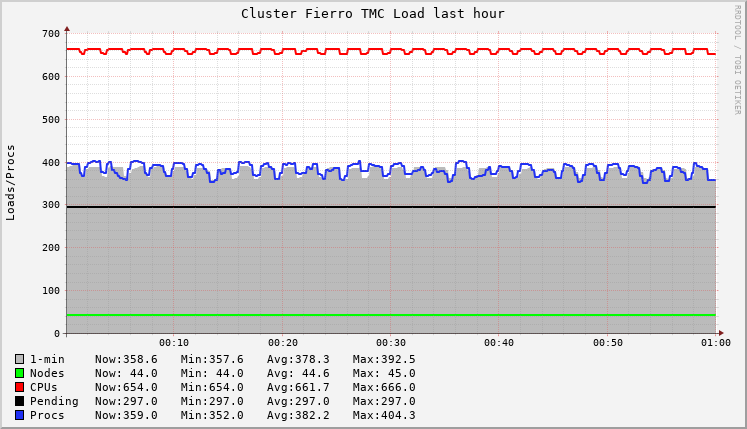 Cluster Fierro TMC Load last hour
RRDTOOL / TOBI OETIKER
Loads/Procs
700
600
500
400
300
200
100
0
00:10 00:20 00:30 00:40 00:50 01:00
1-min Now:358.6 Min:357.6 Avg:378.3 Max:392.5
Nodes Now: 44.0 Min: 44.0 Avg: 44.6 Max: 45.0
CPUs Now:654.0 Min:654.0 Avg:661.7 Max:666.0
Pending Now:297.0 Min:297.0 Avg:297.0 Max:297.0
Procs Now:359.0 Min:352.0 Avg:382.2 Max:404.3